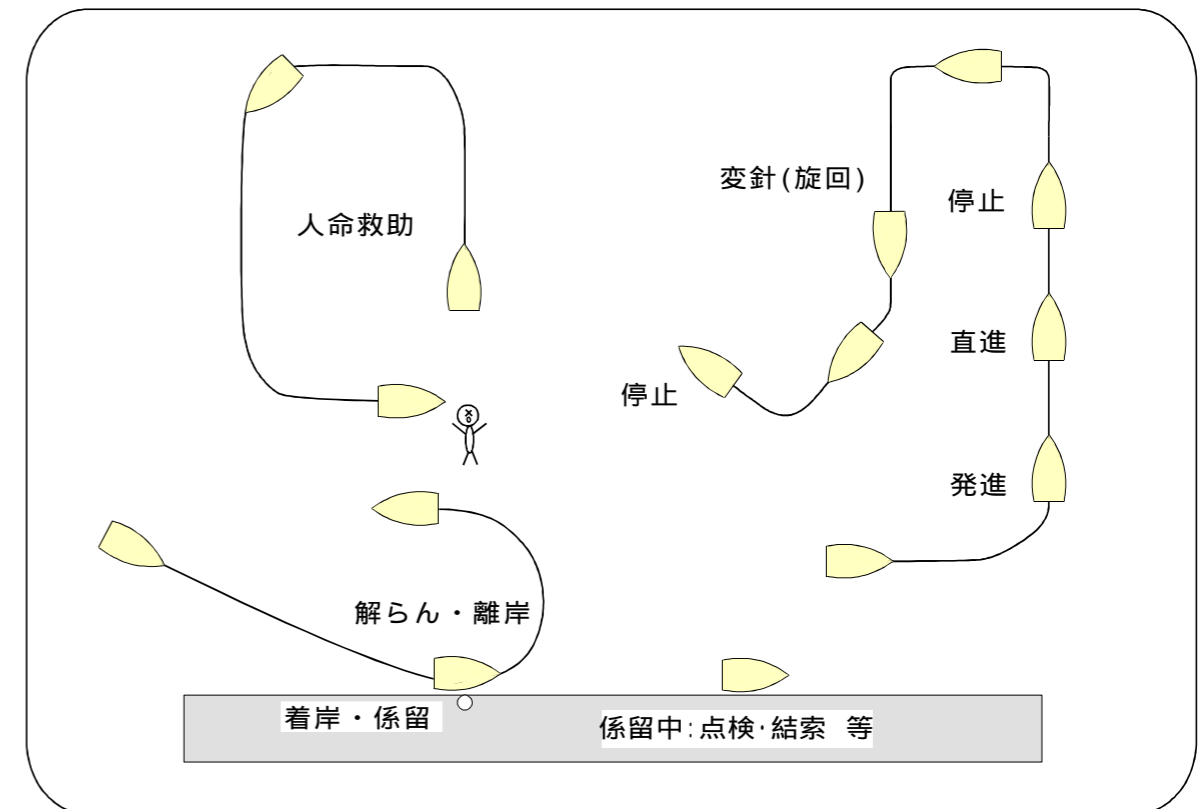 変針(旋回)
停止
人命救助
直進
停止
発進
解らん・離岸
着岸・係留
係留中:点検･結索 等